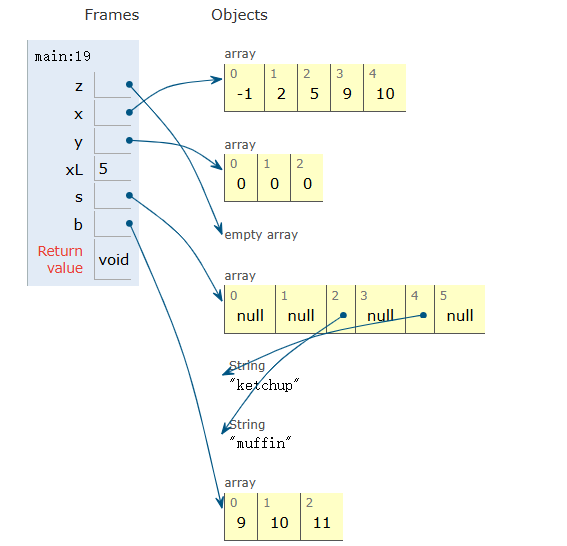 Frames Objects
main:19
z
x
y
xL 5
s
b
Return value void
array
0 1 2 3 4
-1 2 5 9 10
array
0 1 2
0 0 0
empty array
array
0 1 2 3 4 5
null null null null
String
"ketchup"
String
"muffin"
array
0 1 2
9 10 11